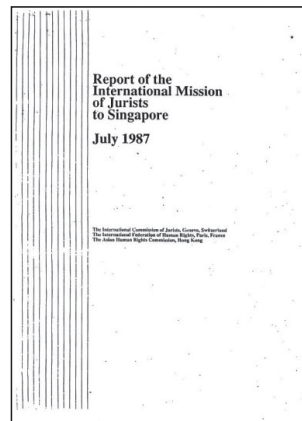 Report of the
International Mission
of Jurists
to Singapore
July 1987
The International Commission of Jurists, Geneva, Switzerland
The International Federation of Human Rights, Paris, France
The Asian Human Rights Commission, Hong Kong